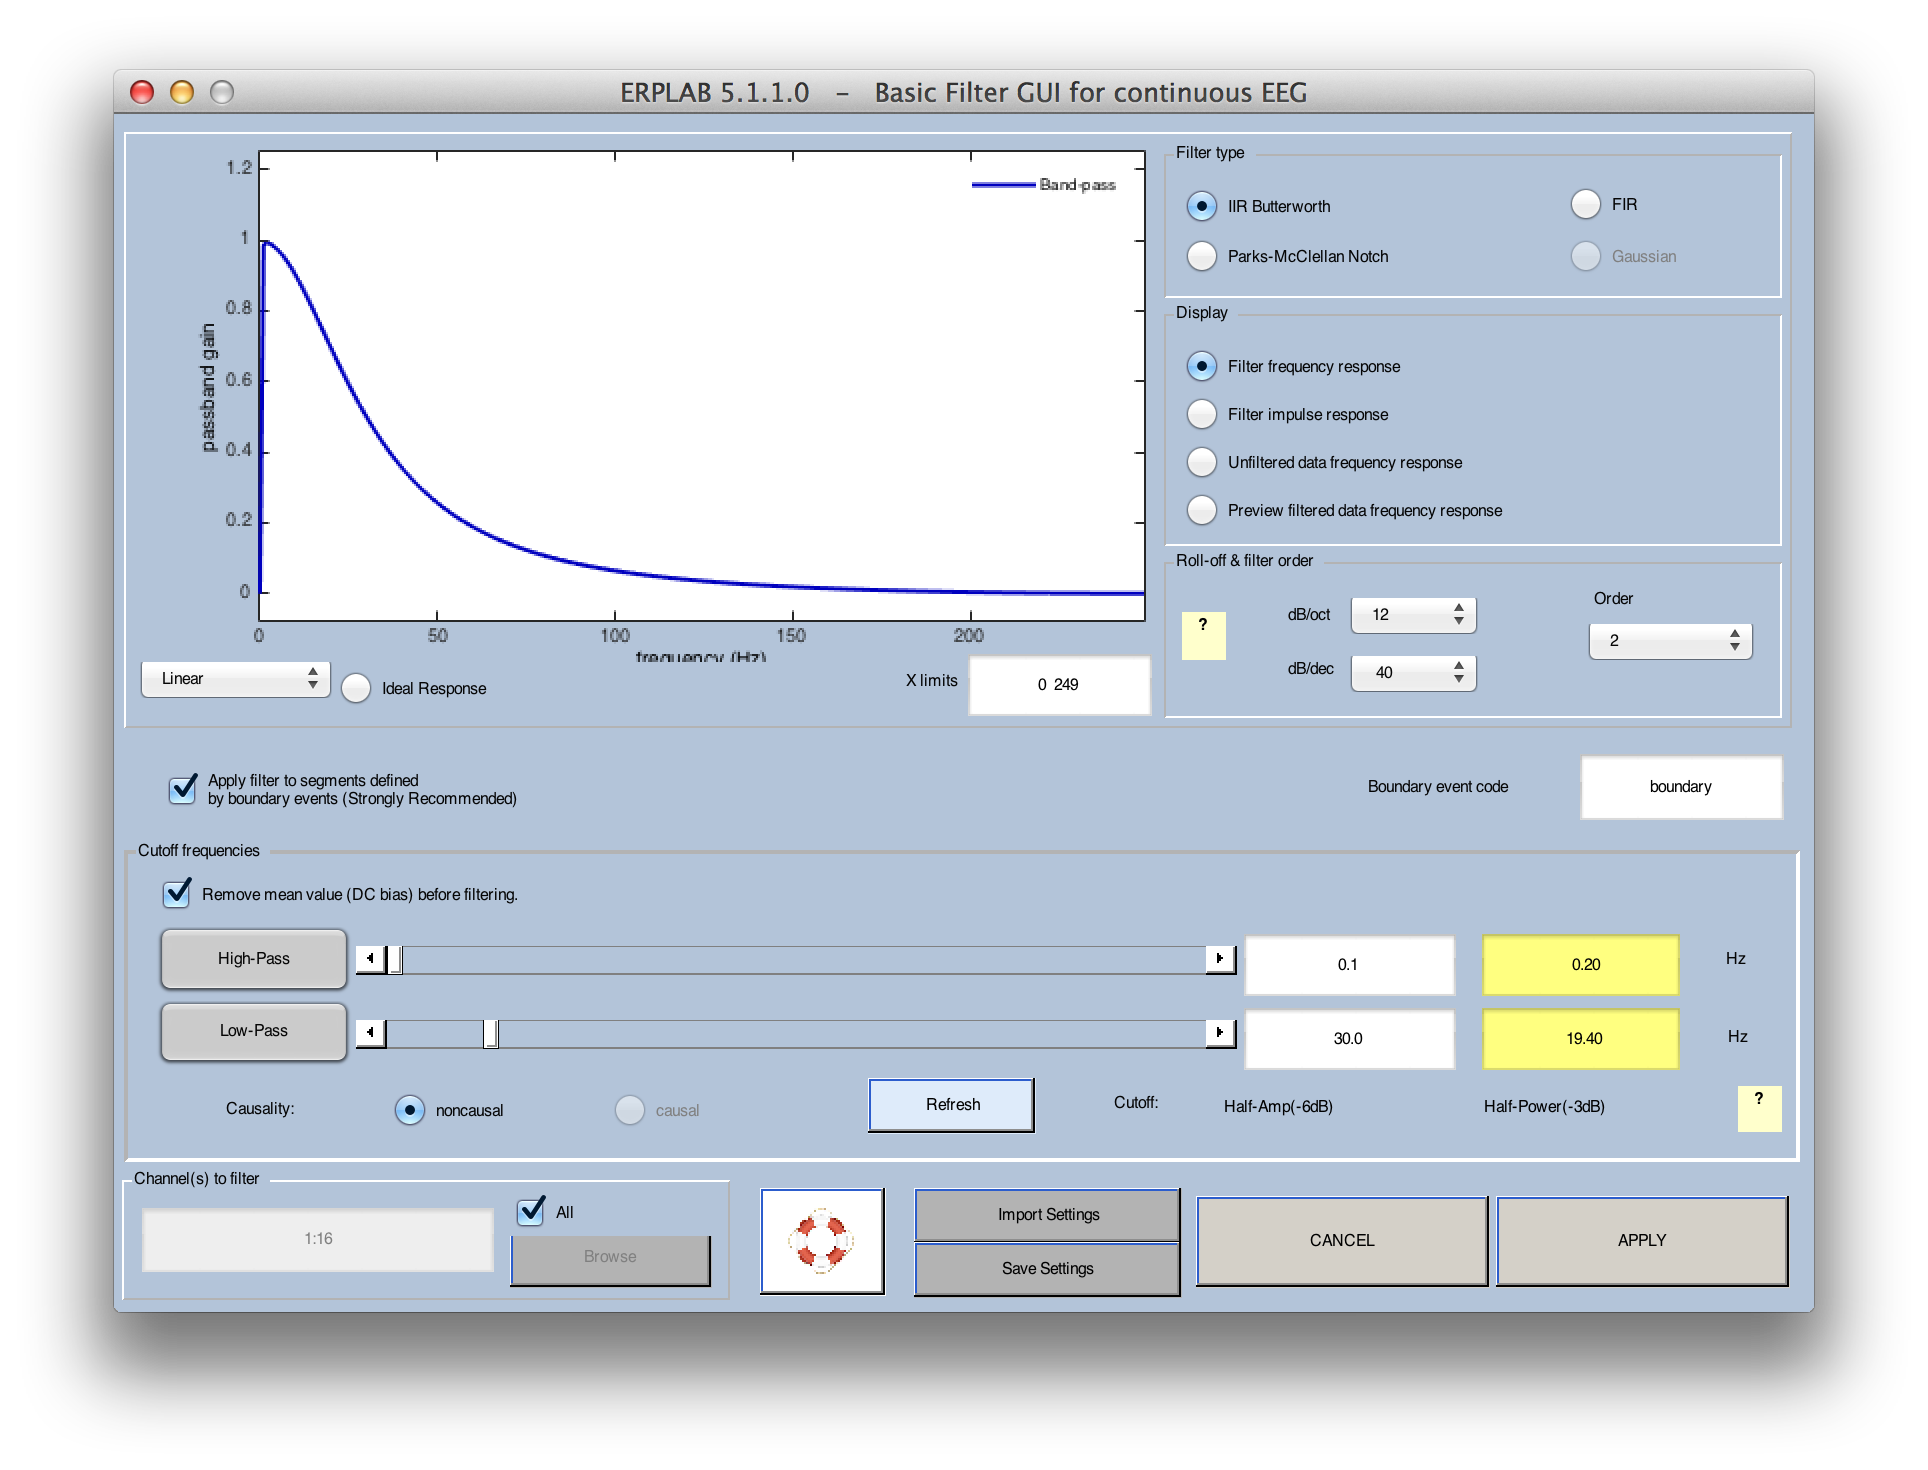 ERPLAB 5.1.1.0 - Basic Filter GUI for continuous EEG
1.2
1
0.8
0.6
0.4
0.2
0
passband gain
Band-pass
0 50 100 150 200
frequency (Hz)
Linear
Ideal Response
X limits
0 249
Filter type
IIR Butterworth
FIR
Parks-McClellan Notch
Gaussian
Display
Filter frequency response
Filter impulse response
Unfiltered data frequency response
Preview filtered data frequency response
Roll-off & filter order
?
dB/oct
12
dB/dec
40
Order
2
Apply filter to segments defined
by boundary events (Strongly Recommended)
Boundary event code
boundary
Cutoff frequencies
Remove mean value (DC bias) before filtering.
High-Pass
0.1
0.20
Hz
Low-Pass
30.0
19.40
Hz
Causality:
noncausal
causal
Refresh
Cutoff:
Half-Amp(-6dB)
Half-Power(-3dB)
?
Channel(s) to filter
1:16
All
Browse
Import Settings
Save Settings
CANCEL
APPLY